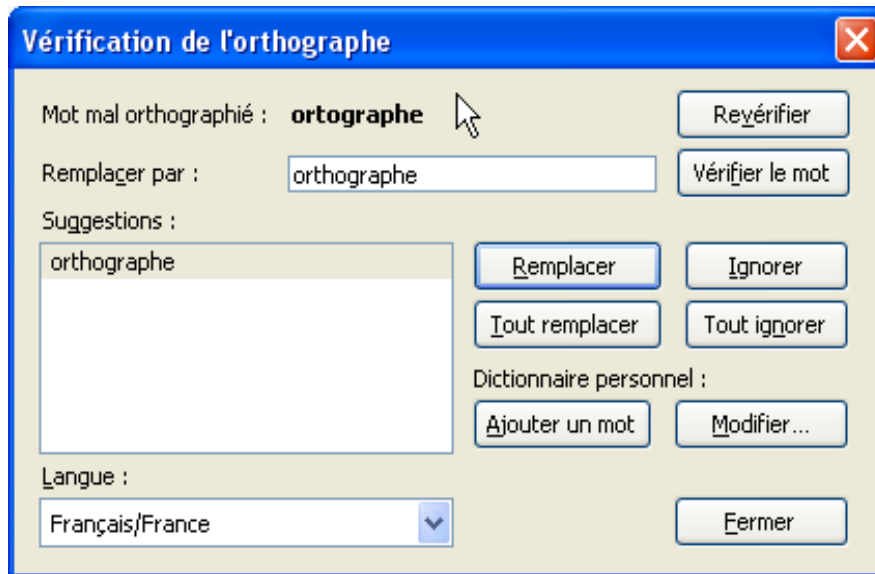 Vérification de l'orthographe
Mot mal orthographié : ortographe
Revérifier
Remplacer par : orthographe
Vérifier le mot
Suggestions :
orthographe
Remplacer Ignorer
Tout remplacer Tout ignorer
Dictionnaire personnel :
Ajouter un mot Modifier...
Langue :
Français/France
Fermer